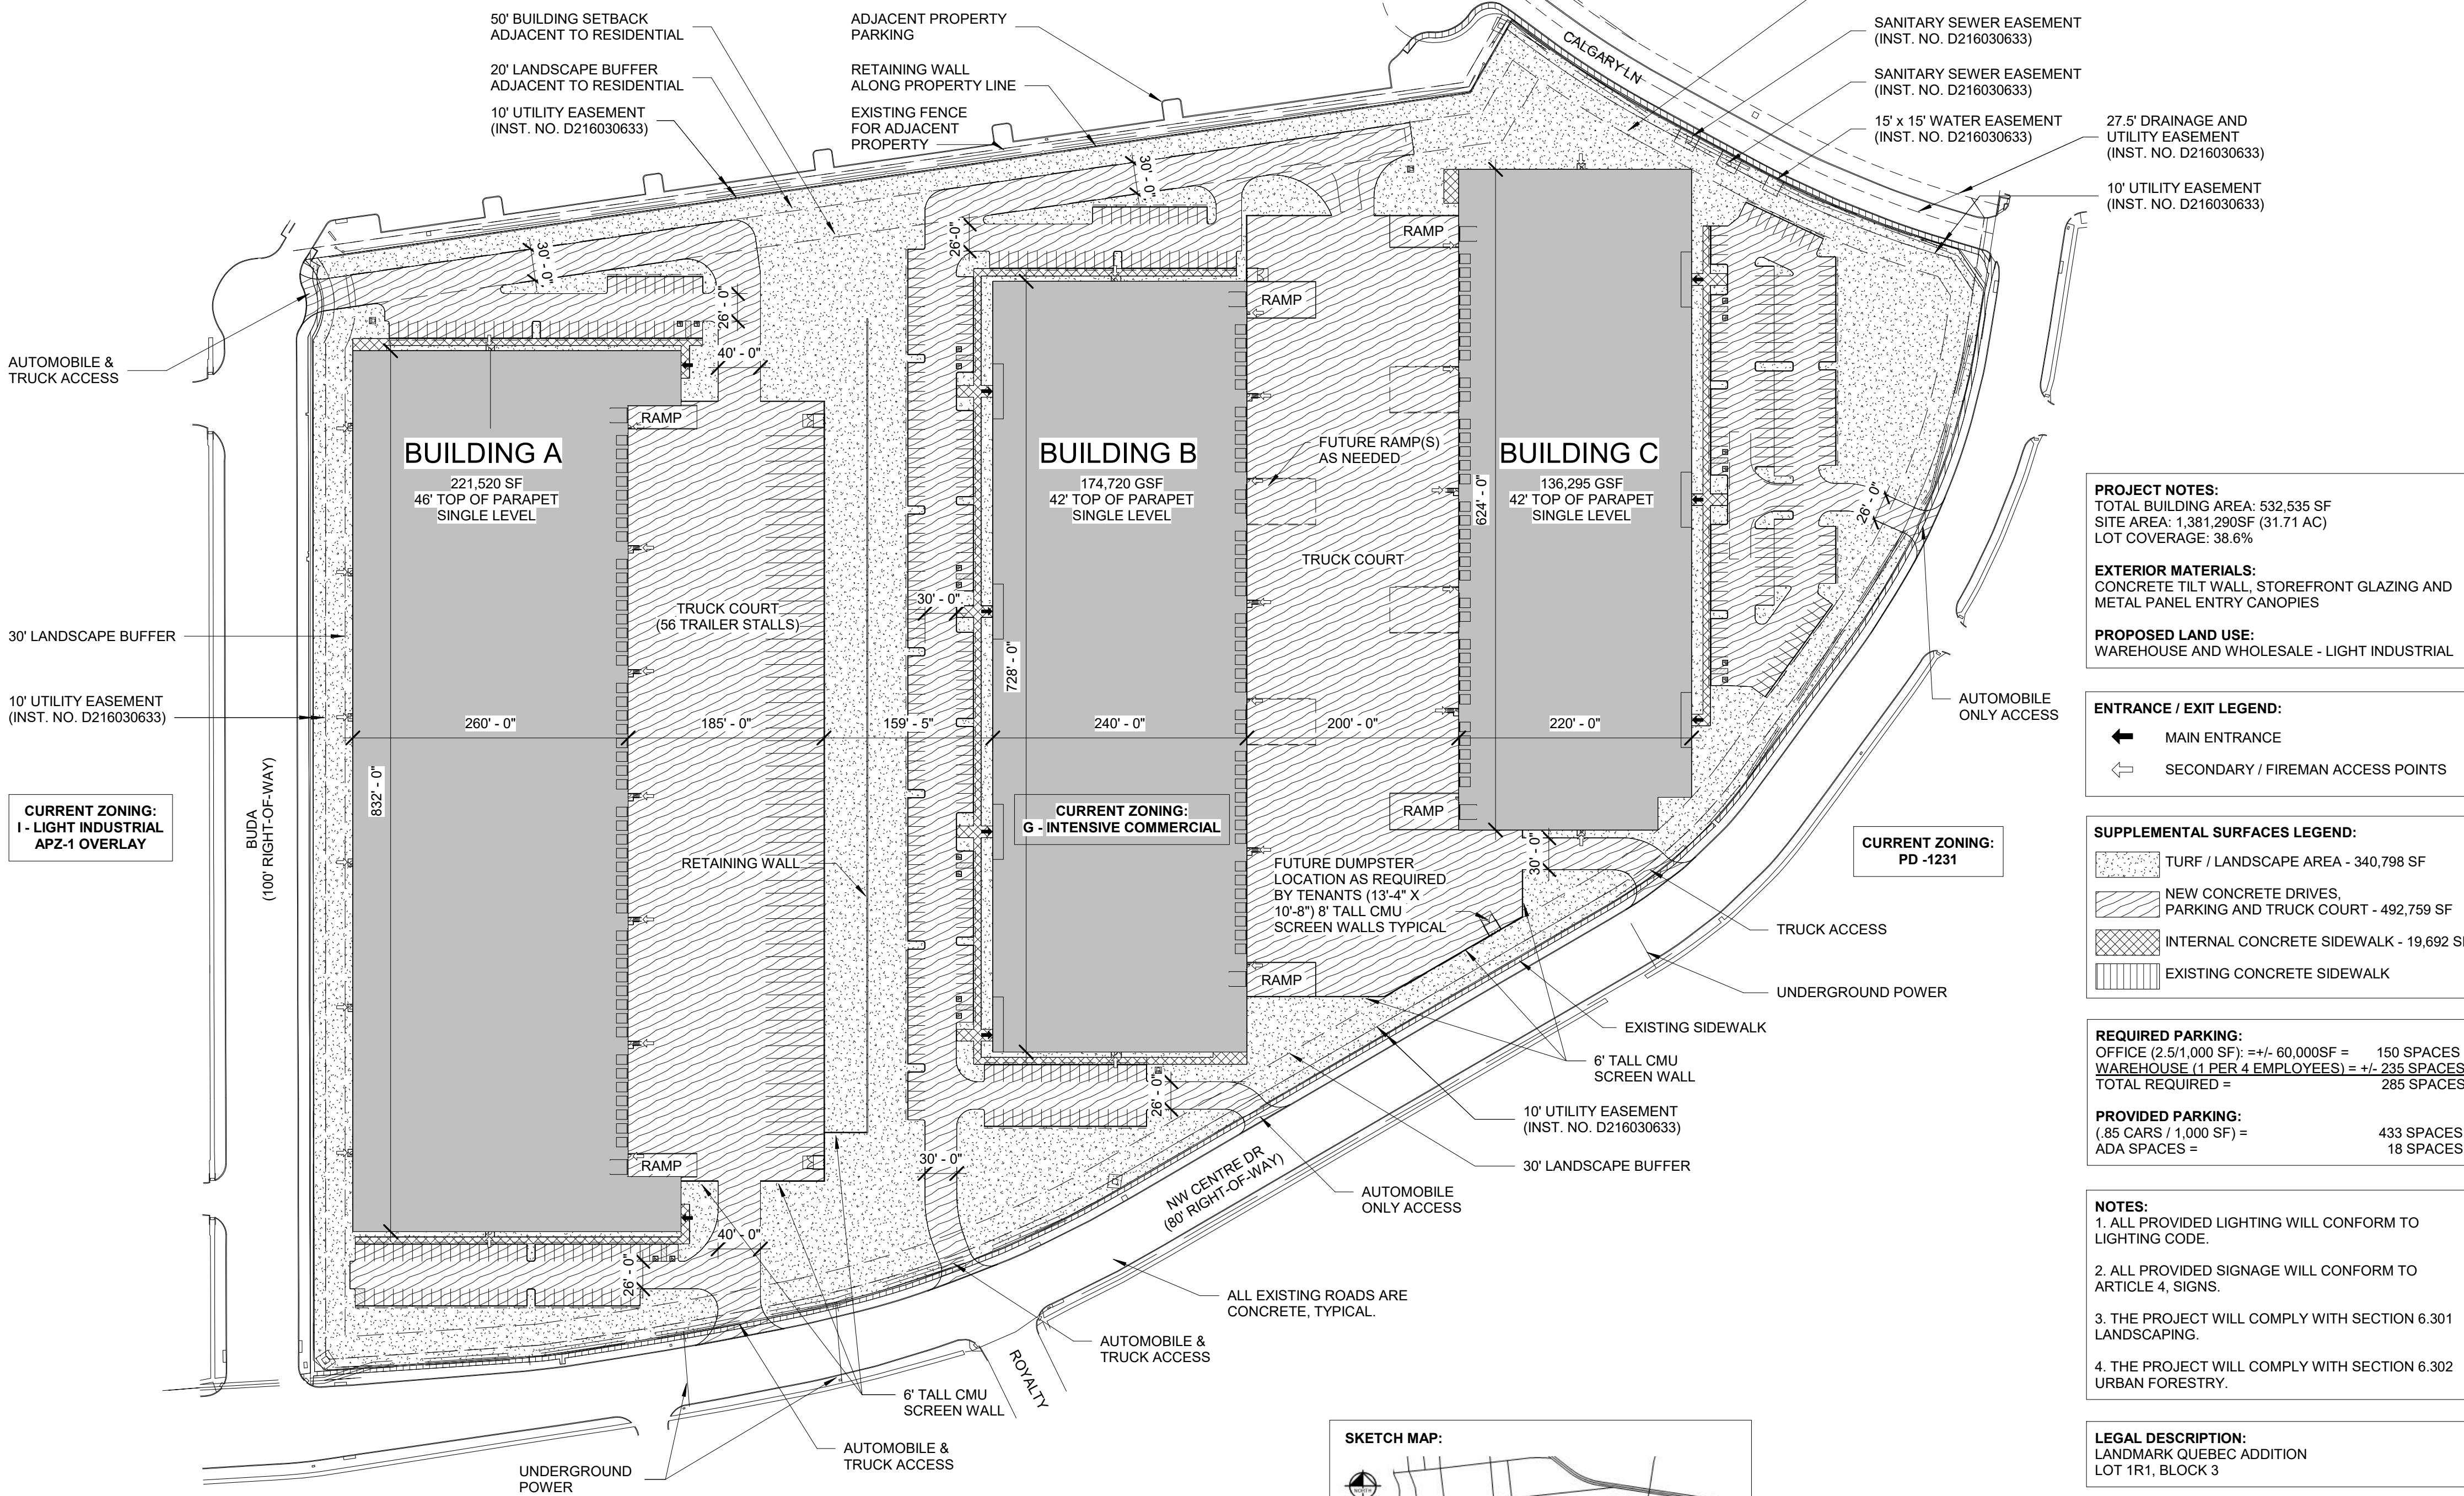 50' BUILDING SETBACK
ADJACENT TO RESIDENTIAL
20' LANDSCAPE BUFFER
ADJACENT TO RESIDENTIAL
10' UTILITY EASEMENT
(INST. NO. D216030633)
ADJACENT PROPERTY
PARKING
RETAINING WALL
ALONG PROPERTY LINE
EXISTING FENCE
FOR ADJACENT
PROPERTY
CALGARY LN
SANITARY SEWER EASEMENT
(INST. NO. D216030633)
SANITARY SEWER EASEMENT
(INST. NO. D216030633)
15' x 15' WATER EASEMENT
(INST. NO. D216030633)
27.5' DRAINAGE AND
UTILITY EASEMENT
(INST. NO. D216030633)
10' UTILITY EASEMENT
(INST. NO. D216030633)
30' - 0"
26'-0"
RAMP
30' - 0"
26' - 0"
RAMP
AUTOMOBILE &
TRUCK ACCESS
40' - 0"
RAMP
BUILDING A
221,520 SF
46' TOP OF PARAPET
SINGLE LEVEL
BUILDING B
174,720 GSF
42' TOP OF PARAPET
SINGLE LEVEL
FUTURE RAMP(S)
AS NEEDED
BUILDING C
136,295 GSF
42' TOP OF PARAPET
SINGLE LEVEL
624' - 0"
26' - 0"
TRUCK COURT
TRUCK COURT
(56 TRAILER STALLS)
30' - 0"
728' - 0"
30' LANDSCAPE BUFFER
10' UTILITY EASEMENT
(INST. NO. D216030633)
260' - 0"
185' - 0"
159' - 5"
240' - 0"
200' - 0"
220' - 0"
AUTOMOBILE
ONLY ACCESS
832' - 0"
BUDA
(100' RIGHT-OF-WAY)
CURRENT ZONING:
I - LIGHT INDUSTRIAL
APZ-1 OVERLAY
CURRENT ZONING:
G - INTENSIVE COMMERCIAL
RAMP
CURRENT ZONING:
PD -1231
RETAINING WALL
FUTURE DUMPSTER
LOCATION AS REQUIRED
BY TENANTS (13'-4" X
10'-8") 8' TALL CMU
SCREEN WALLS TYPICAL
30' - 0"
TRUCK ACCESS
RAMP
UNDERGROUND POWER
EXISTING SIDEWALK
6' TALL CMU
SCREEN WALL
26' - 0"
10' UTILITY EASEMENT
(INST. NO. D216030633)
RAMP
30' - 0"
30' LANDSCAPE BUFFER
NW CENTRE DR
(80' RIGHT-OF-WAY)
AUTOMOBILE
ONLY ACCESS
40' - 0"
26' - 0"
ALL EXISTING ROADS ARE
CONCRETE, TYPICAL.
AUTOMOBILE &
TRUCK ACCESS
ROYALTY
6' TALL CMU
SCREEN WALL
AUTOMOBILE &
TRUCK ACCESS
UNDERGROUND
POWER
SKETCH MAP:
PROJECT NOTES:
TOTAL BUILDING AREA: 532,535 SF
SITE AREA: 1,381,290SF (31.71 AC)
LOT COVERAGE: 38.6%
EXTERIOR MATERIALS:
CONCRETE TILT WALL, STOREFRONT GLAZING AND
METAL PANEL ENTRY CANOPIES
PROPOSED LAND USE:
WAREHOUSE AND WHOLESALE - LIGHT INDUSTRIAL
ENTRANCE / EXIT LEGEND:
MAIN ENTRANCE
SECONDARY / FIREMAN ACCESS POINTS
SUPPLEMENTAL SURFACES LEGEND:
TURF / LANDSCAPE AREA - 340,798 SF
NEW CONCRETE DRIVES,
PARKING AND TRUCK COURT - 492,759 SF
INTERNAL CONCRETE SIDEWALK - 19,692 S
EXISTING CONCRETE SIDEWALK
REQUIRED PARKING:
OFFICE (2.5/1,000 SF): =+/- 60,000SF = 150 SPACES
WAREHOUSE (1 PER 4 EMPLOYEES) = +/- 235 SPACES
TOTAL REQUIRED = 285 SPACES
PROVIDED PARKING:
(.85 CARS / 1,000 SF) = 433 SPACES
ADA SPACES = 18 SPACES
NOTES:
1. ALL PROVIDED LIGHTING WILL CONFORM TO
LIGHTING CODE.
2. ALL PROVIDED SIGNAGE WILL CONFORM TO
ARTICLE 4, SIGNS.
3. THE PROJECT WILL COMPLY WITH SECTION 6.301
LANDSCAPING.
4. THE PROJECT WILL COMPLY WITH SECTION 6.302
URBAN FORESTRY.
LEGAL DESCRIPTION:
LANDMARK QUEBEC ADDITION
LOT 1R1, BLOCK 3